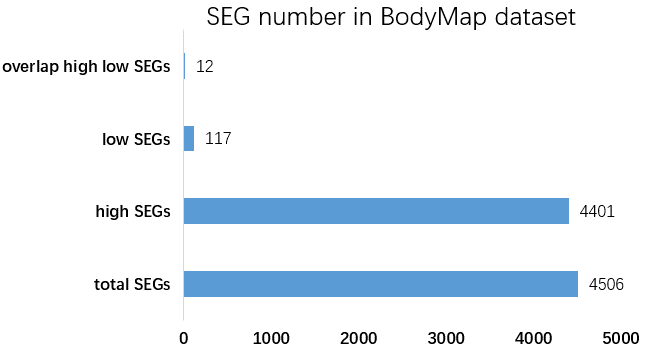 SEG number in BodyMap dataset
overlap high low SEGs 12
low SEGs 117
high SEGs 4401
total SEGs 4506
0 1000 2000 3000 4000 5000